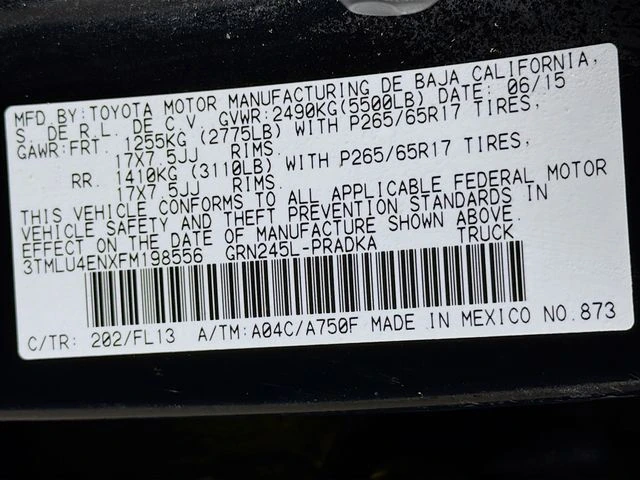 MFD.BY:TOYOTA MOTOR MANUFACTURING DE BAJA CALIFORNIA,
S. DE R.L. DE C.V. GVWR:2490KG(5500LB) DATE: 06/15
GAWR:FRT. 1255KG (2775LB) WITH P265/65R17 TIRES,
17X7.5JJ RIMS.
RR. 1410KG (3110LB) WITH P265/65R17 TIRES,
17X7.5JJ RIMS.
THIS VEHICLE CONFORMS TO ALL APPLICABLE FEDERAL MOTOR
VEHICLE SAFETY AND THEFT PREVENTION STANDARDS IN
EFFECT ON THE DATE OF MANUFACTURE SHOWN ABOVE.
3TMLU4ENXFM198556 GRN245L-PRADKA TRUCK
C/TR: 202/FL13 A/TM:A04C/A750F MADE IN MEXICO NO.873